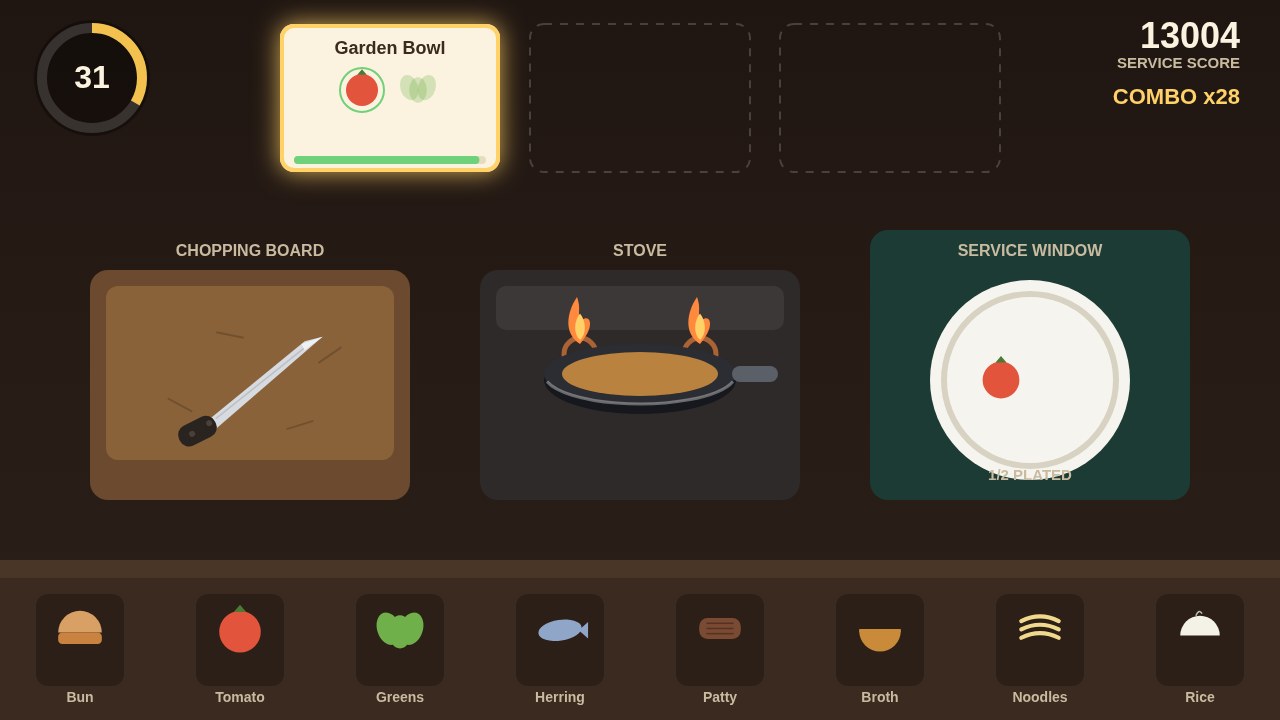 31
Garden Bowl
13004
SERVICE SCORE
COMBO x28
CHOPPING BOARD
STOVE
SERVICE WINDOW
1/2 PLATED
Bun
Tomato
Greens
Herring
Patty
Broth
Noodles
Rice